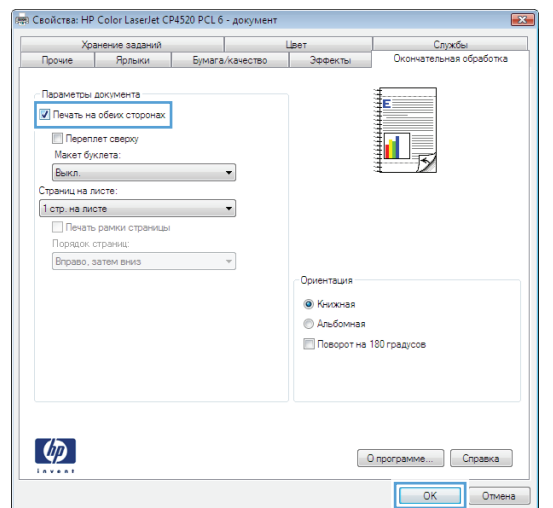 Свойства: HP Color LaserJet CP4520 PCL 6 - документ
Хранение заданий Цвет Службы
Прочие Ярлыки Бумага/качество Эффекты Окончательная обработка
Параметры документа
Печать на обеих сторонах
Переплет сверху
Макет буклета:
Выкл.
Страниц на листе:
1 стр. на листе
Печать рамки страницы
Порядок страниц:
Вправо, затем вниз
E
Ориентация
Книжная
Альбомная
Поворот на 180 градусов
hp
invent
О программе... Справка
OK Отмена